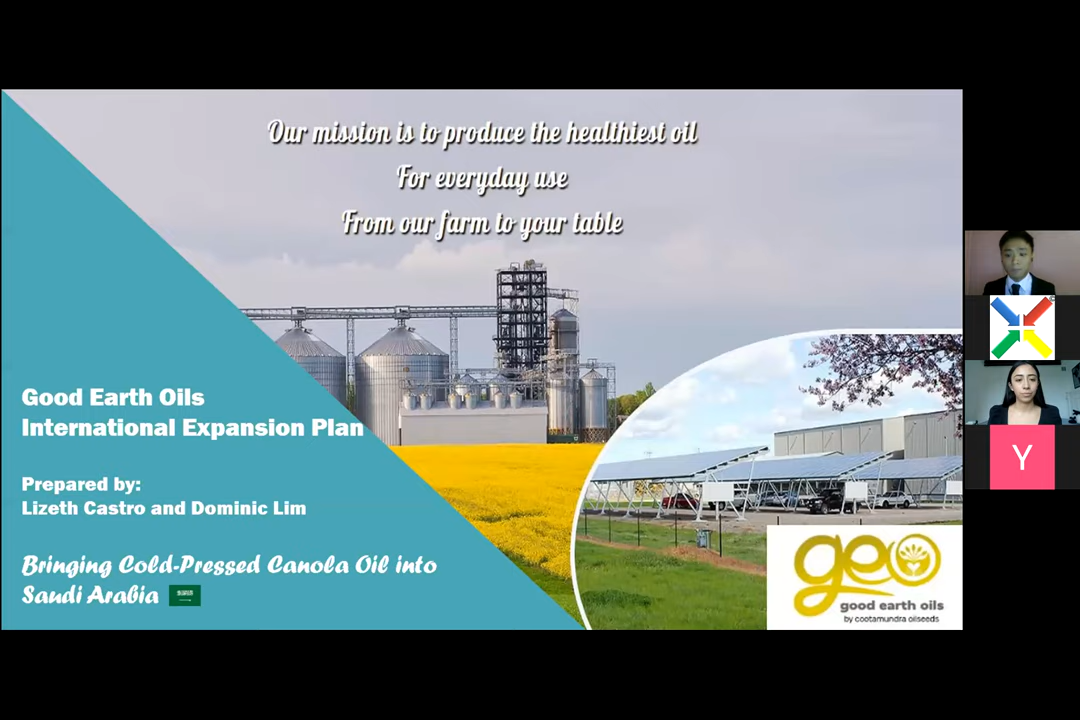 Our mission is to produce the healthiest oil
For everyday use
From our farm to your table
Good Earth Oils
International Expansion Plan
Prepared by:
Lizeth Castro and Dominic Lim
Bringing Cold-Pressed Canola Oil into
Saudi Arabia
geo
good earth oils
by cootamundra oilseeds
Y